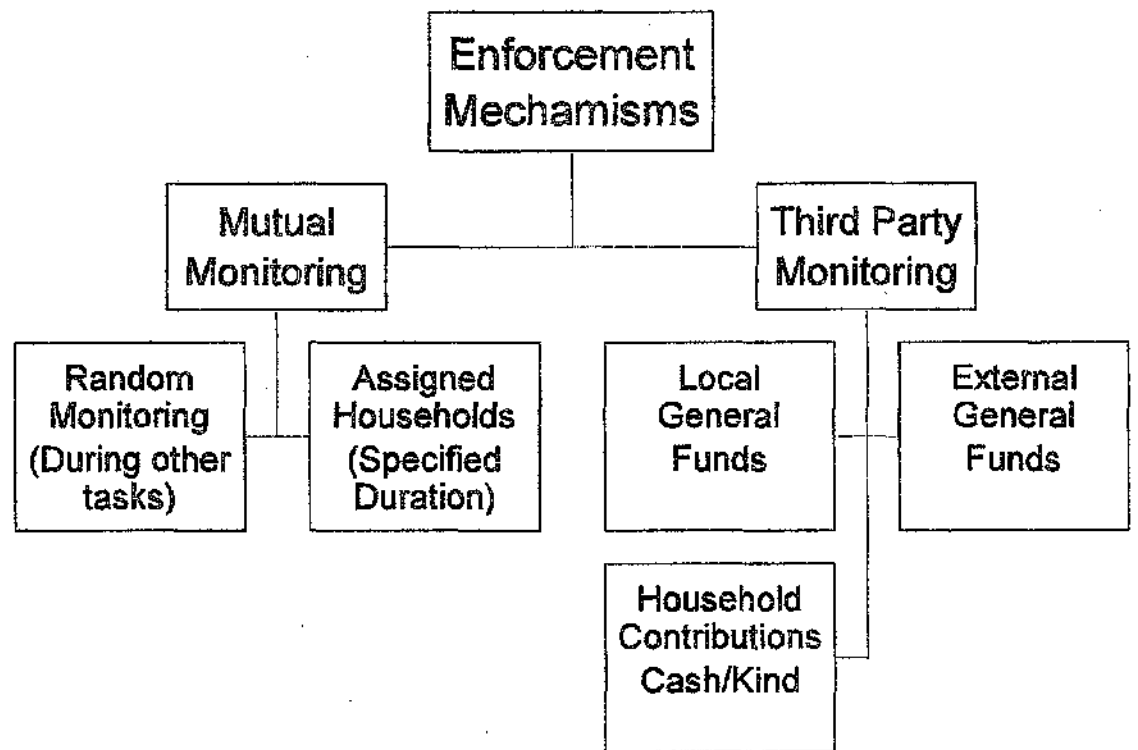 Enforcement
Mechamisms
Mutual
Monitoring
Third Party
Monitoring
Random
Monitoring
(During other
tasks)
Assigned
Households
(Specified
Duration)
Local
General
Funds
External
General
Funds
Household
Contributions
Cash/Kind